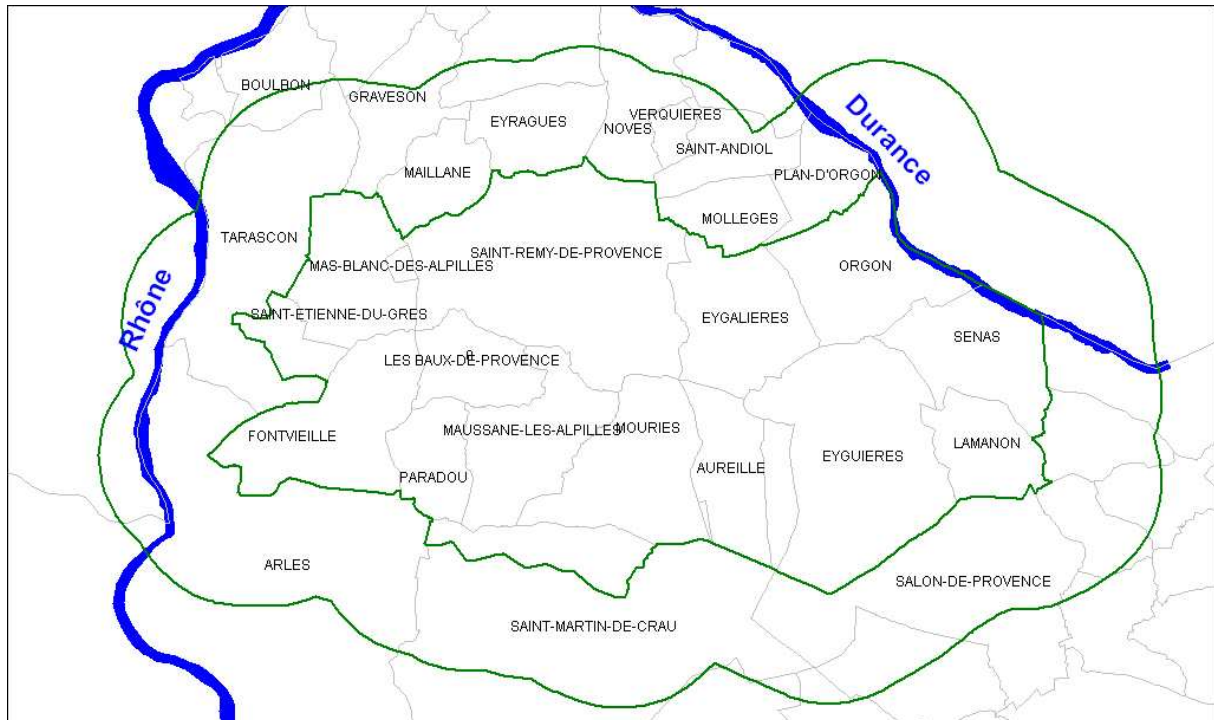 BOULBON
GRAVESON
EYRAGUES
NOVES
VERQUIERES
SAINT-ANDIOL
Durance
MAILLANE
PLAN-D'ORGON
MOLLEGES
TARASCON
SAINT-REMY-DE-PROVENCE
MAS-BLANC-DES-ALPILLES
ORGON
Rhône
SAINT-ETIENNE-DU-GRES
EYGALIERES
SENAS
LES BAUX-DE-PROVENCE
FONTVIEILLE
MAUSSANE-LES-ALPILLES
MOURIES
LAMANON
PARADOU
AUREILLE
EYGUIERES
ARLES
SALON-DE-PROVENCE
SAINT-MARTIN-DE-CRAU